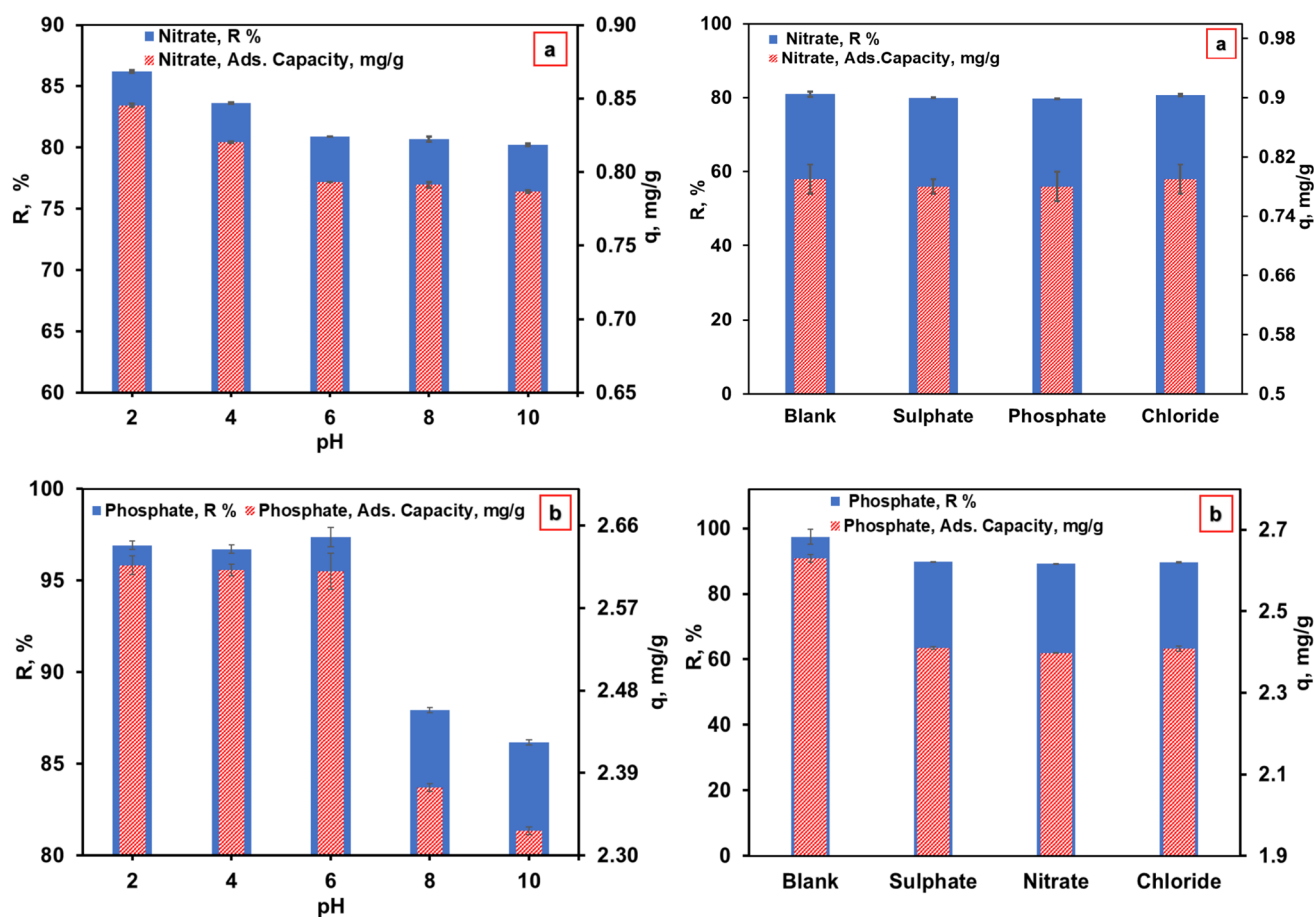 Nitrate, R %
Nitrate, Ads. Capacity, mg/g
a
90
85
80
75
70
65
60
R, %
0.90
0.85
0.80
0.75
0.70
0.65
q, mg/g
2 4 6 8 10
pH
Nitrate, R %
Nitrate, Ads.Capacity, mg/g
a
100
80
60
40
20
0
R, %
0.98
0.9
0.82
0.74
0.66
0.58
0.5
q, mg/g
Blank Sulphate Phosphate Chloride
Phosphate, R % Phosphate, Ads. Capacity, mg/g
b
100
95
90
85
80
R, %
2.66
2.57
2.48
2.39
2.30
q, mg/g
2 4 6 8 10
pH
Phosphate, R %
Phosphate, Ads. Capacity, mg/g
b
100
80
60
40
20
0
R, %
2.7
2.5
2.3
2.1
1.9
q, mg/g
Blank Sulphate Nitrate Chloride